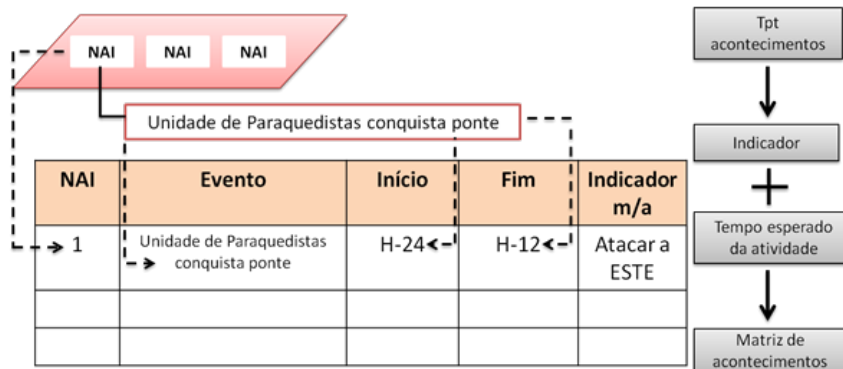 NAI NAI NAI
Unidade de Paraquedistas conquista ponte
NAI Evento Início Fim Indicador
m/a
1 Unidade de Paraquedistas
conquista ponte H-24 H-12 Atacar a
ESTE
Tpt
acontecimentos
Indicador
Tempo esperado
da atividade
Matriz de
acontecimentos